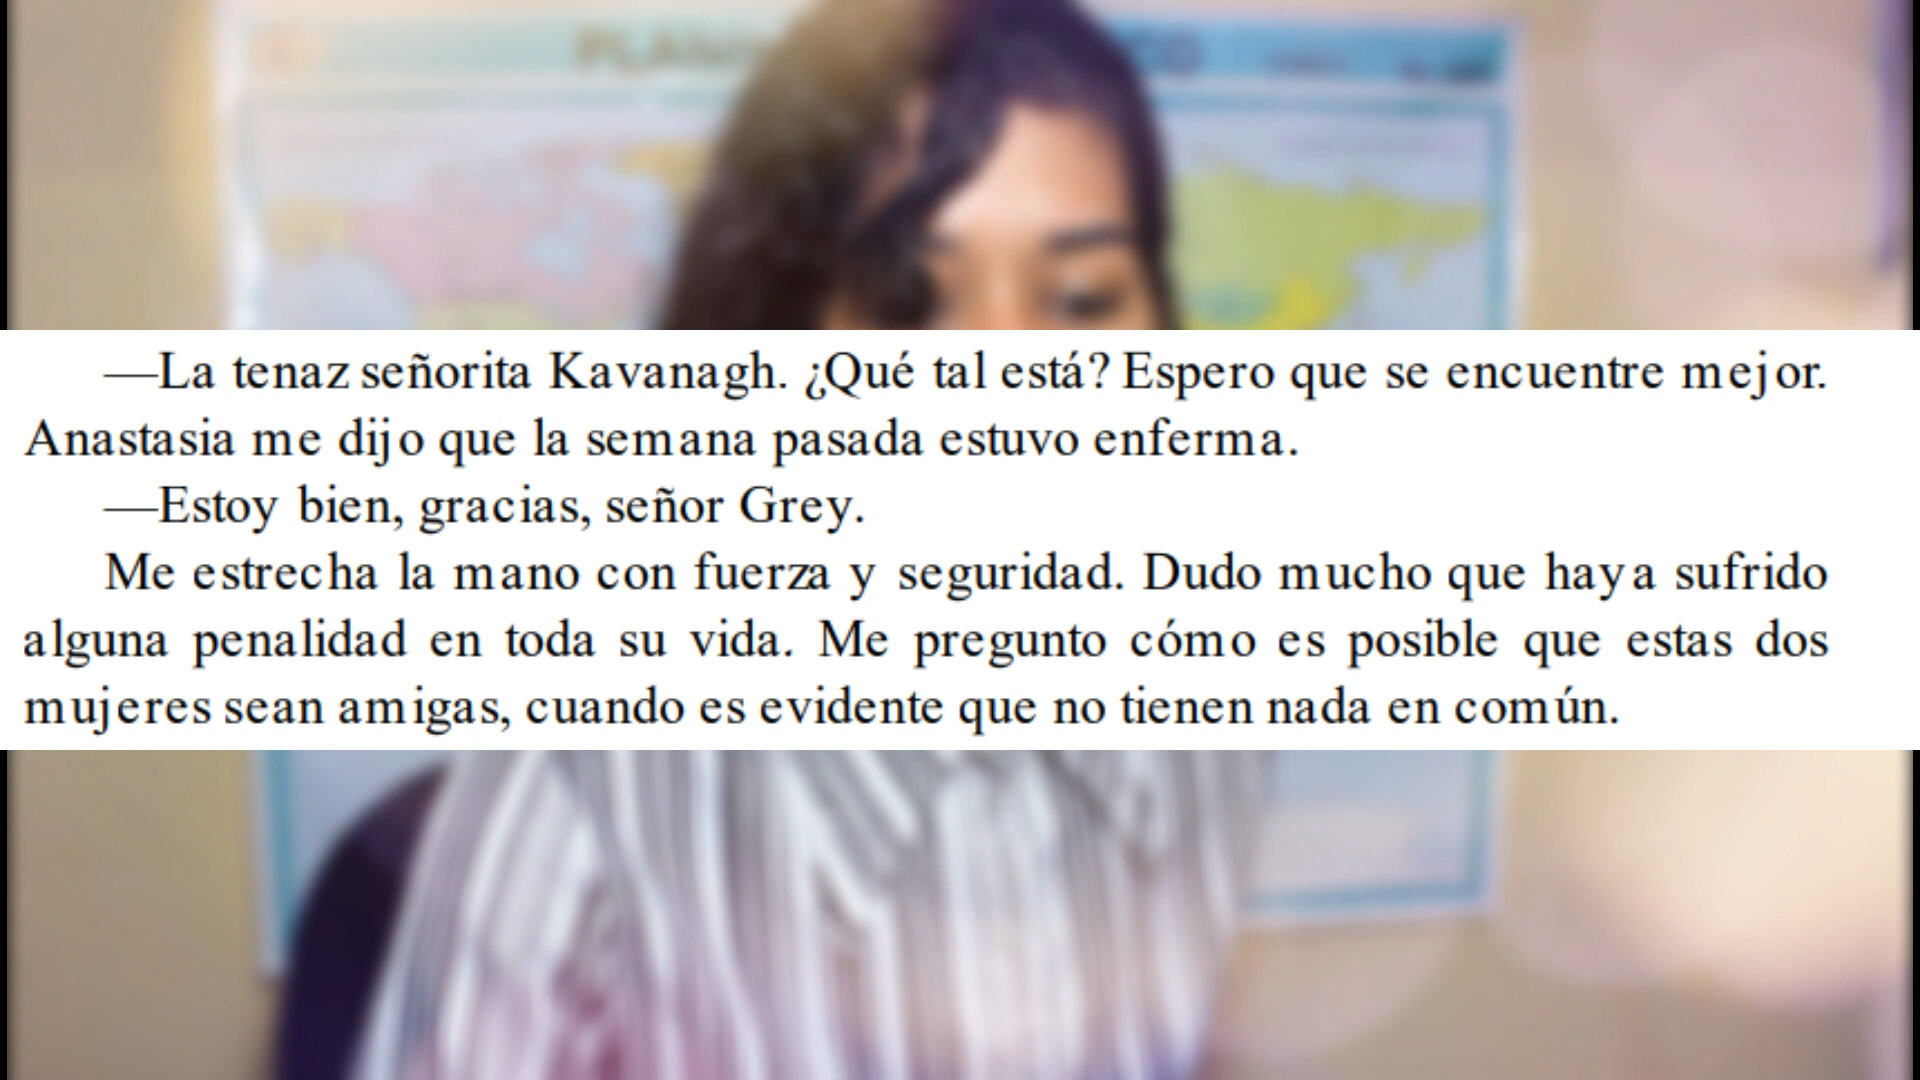 —La tenaz señorita Kavanagh. ¿Qué tal está? Espero que se encuentre mejor.
Anastasia me dijo que la semana pasada estuvo enferma.
—Estoy bien, gracias, señor Grey.
Me estrecha la mano con fuerza y seguridad. Dudo mucho que haya sufrido
alguna penalidad en toda su vida. Me pregunto cómo es posible que estas dos
mujeres sean amigas, cuando es evidente que no tienen nada en común.